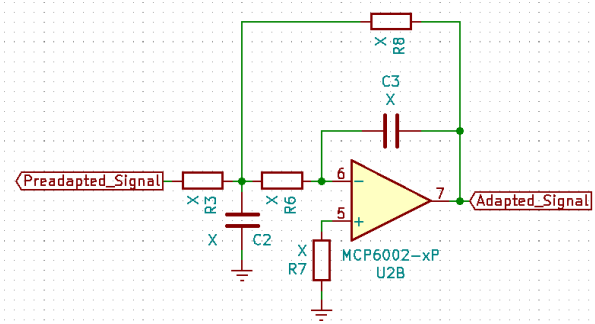 X
R8
C3
X
Preadapted_Signal
X
R3
X
R6
6
−
7
Adapted_Signal
5
+
X
C2
X
R7
MCP6002-xP
U2B